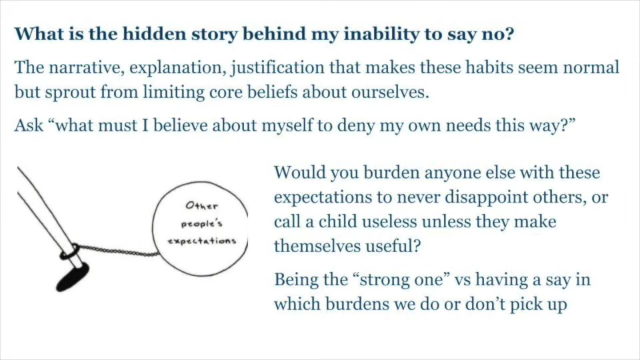 What is the hidden story behind my inability to say no?
The narrative, explanation, justification that makes these habits seem normal
but sprout from limiting core beliefs about ourselves.
Ask “what must I believe about myself to deny my own needs this way?”
Other
people's
expectations
Would you burden anyone else with these
expectations to never disappoint others, or
call a child useless unless they make
themselves useful?
Being the “strong one” vs having a say in
which burdens we do or don’t pick up